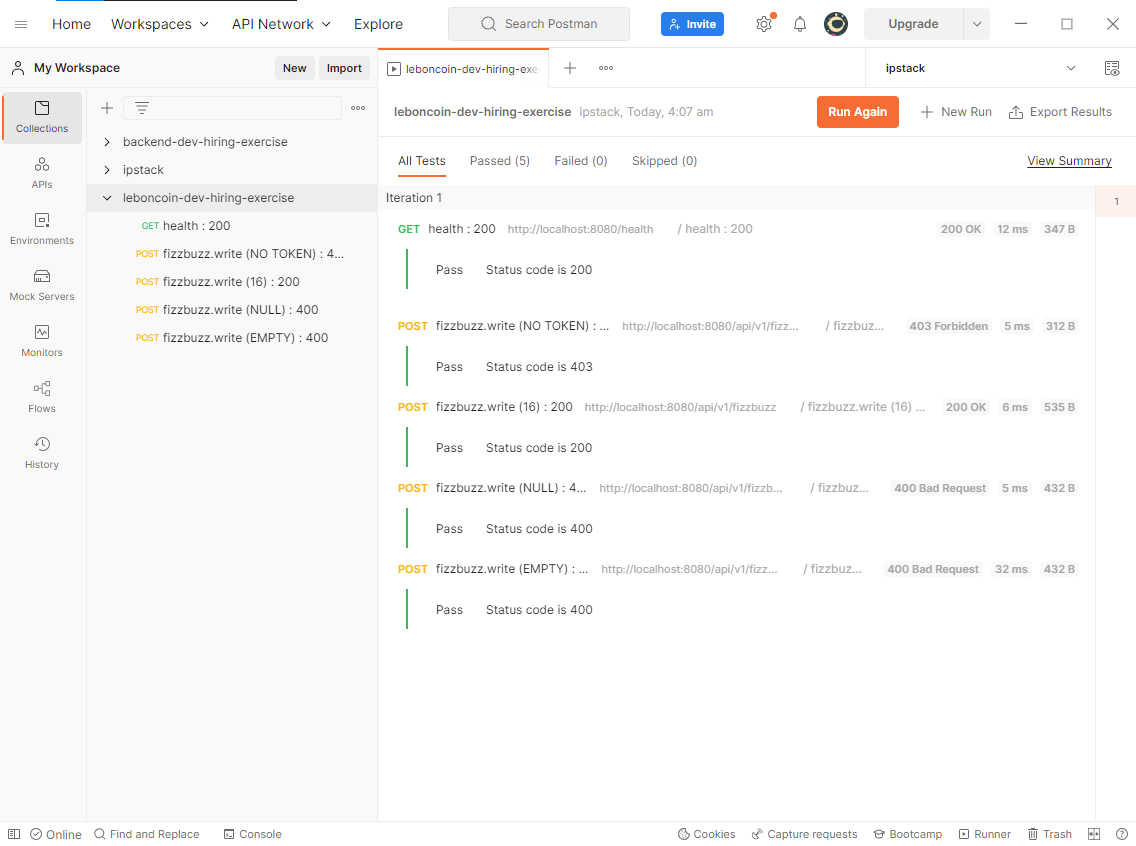 Home Workspaces API Network Explore Search Postman Invite Upgrade
My Workspace New Import leboncoin-dev-hiring-exe ipstack
Collections
APIs
Environments
Mock Servers
Monitors
Flows
History
backend-dev-hiring-exercise
ipstack
leboncoin-dev-hiring-exercise
GET health : 200
POST fizzbuzz.write (NO TOKEN) : 4...
POST fizzbuzz.write (16) : 200
POST fizzbuzz.write (NULL) : 400
POST fizzbuzz.write (EMPTY) : 400
leboncoin-dev-hiring-exercise ipstack, Today, 4:07 am Run Again New Run Export Results
All Tests Passed (5) Failed (0) Skipped (0) View Summary
Iteration 1
1
GET health : 200 http://localhost:8080/health / health : 200 200 OK 12 ms 347 B
Pass Status code is 200
POST fizzbuzz.write (NO TOKEN) : ... http://localhost:8080/api/v1/fizz... / fizzbuz... 403 Forbidden 5 ms 312 B
Pass Status code is 403
POST fizzbuzz.write (16) : 200 http://localhost:8080/api/v1/fizzbuzz / fizzbuzz.write (16) ... 200 OK 6 ms 535 B
Pass Status code is 200
POST fizzbuzz.write (NULL) : 4... http://localhost:8080/api/v1/fizzb... / fizzbuz... 400 Bad Request 5 ms 432 B
Pass Status code is 400
POST fizzbuzz.write (EMPTY) : ... http://localhost:8080/api/v1/fizz... / fizzbuz... 400 Bad Request 32 ms 432 B
Pass Status code is 400
Online Find and Replace Console Cookies Capture requests Bootcamp Runner Trash